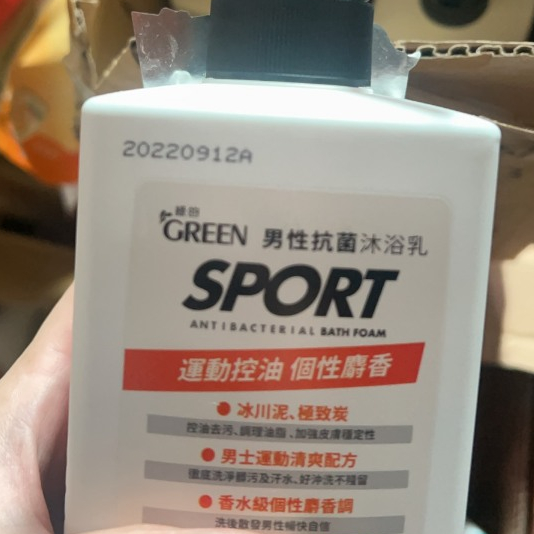 20220912A
綠的
GREEN 男性抗菌沐浴乳
SPORT
ANTIBACTERIAL BATH FOAM
運動控油 個性麝香
冰川泥、極致炭
控油去污、調理油脂、加強皮膚穩定性
男士運動清爽配方
徹底洗淨髒污及汗水、好沖洗不殘留
香水級個性麝香調
洗後散發男性暢快自信